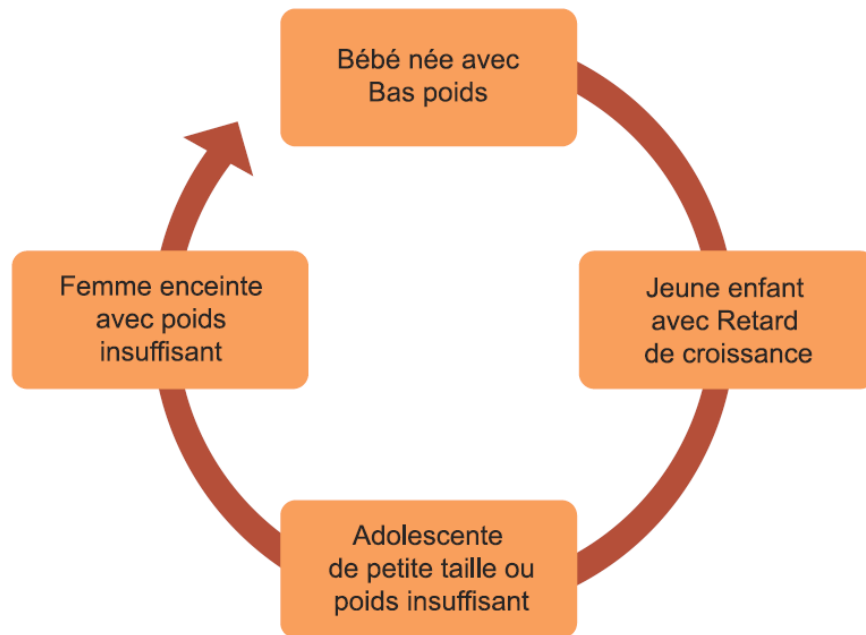 Bébé née avec
Bas poids
Jeune enfant
avec Retard
de croissance
Adolescente
de petite taille ou
poids insuffisant
Femme enceinte
avec poids
insuffisant